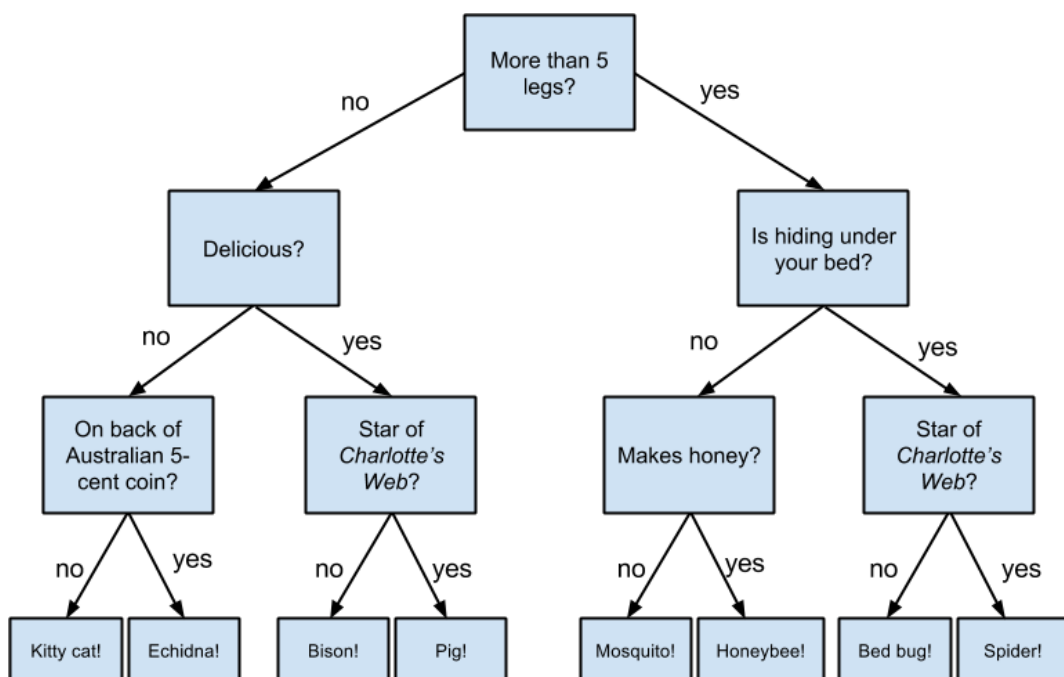 More than 5
legs?
no
yes
Delicious?
Is hiding under
your bed?
no
yes
no
yes
On back of
Australian 5-
cent coin?
Star of
Charlotte's
Web?
Makes honey?
Star of
Charlotte's
Web?
no
yes
no
yes
no
yes
no
yes
Kitty cat!
Echidna!
Bison!
Pig!
Mosquito!
Honeybee!
Bed bug!
Spider!